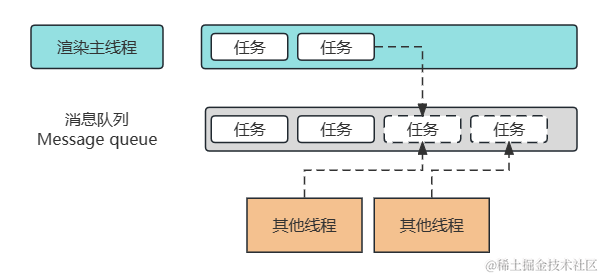 渲染主线程
任务
任务
消息队列
Message queue
任务
任务
任务
任务
其他线程
其他线程
@稀土掘金技术社区